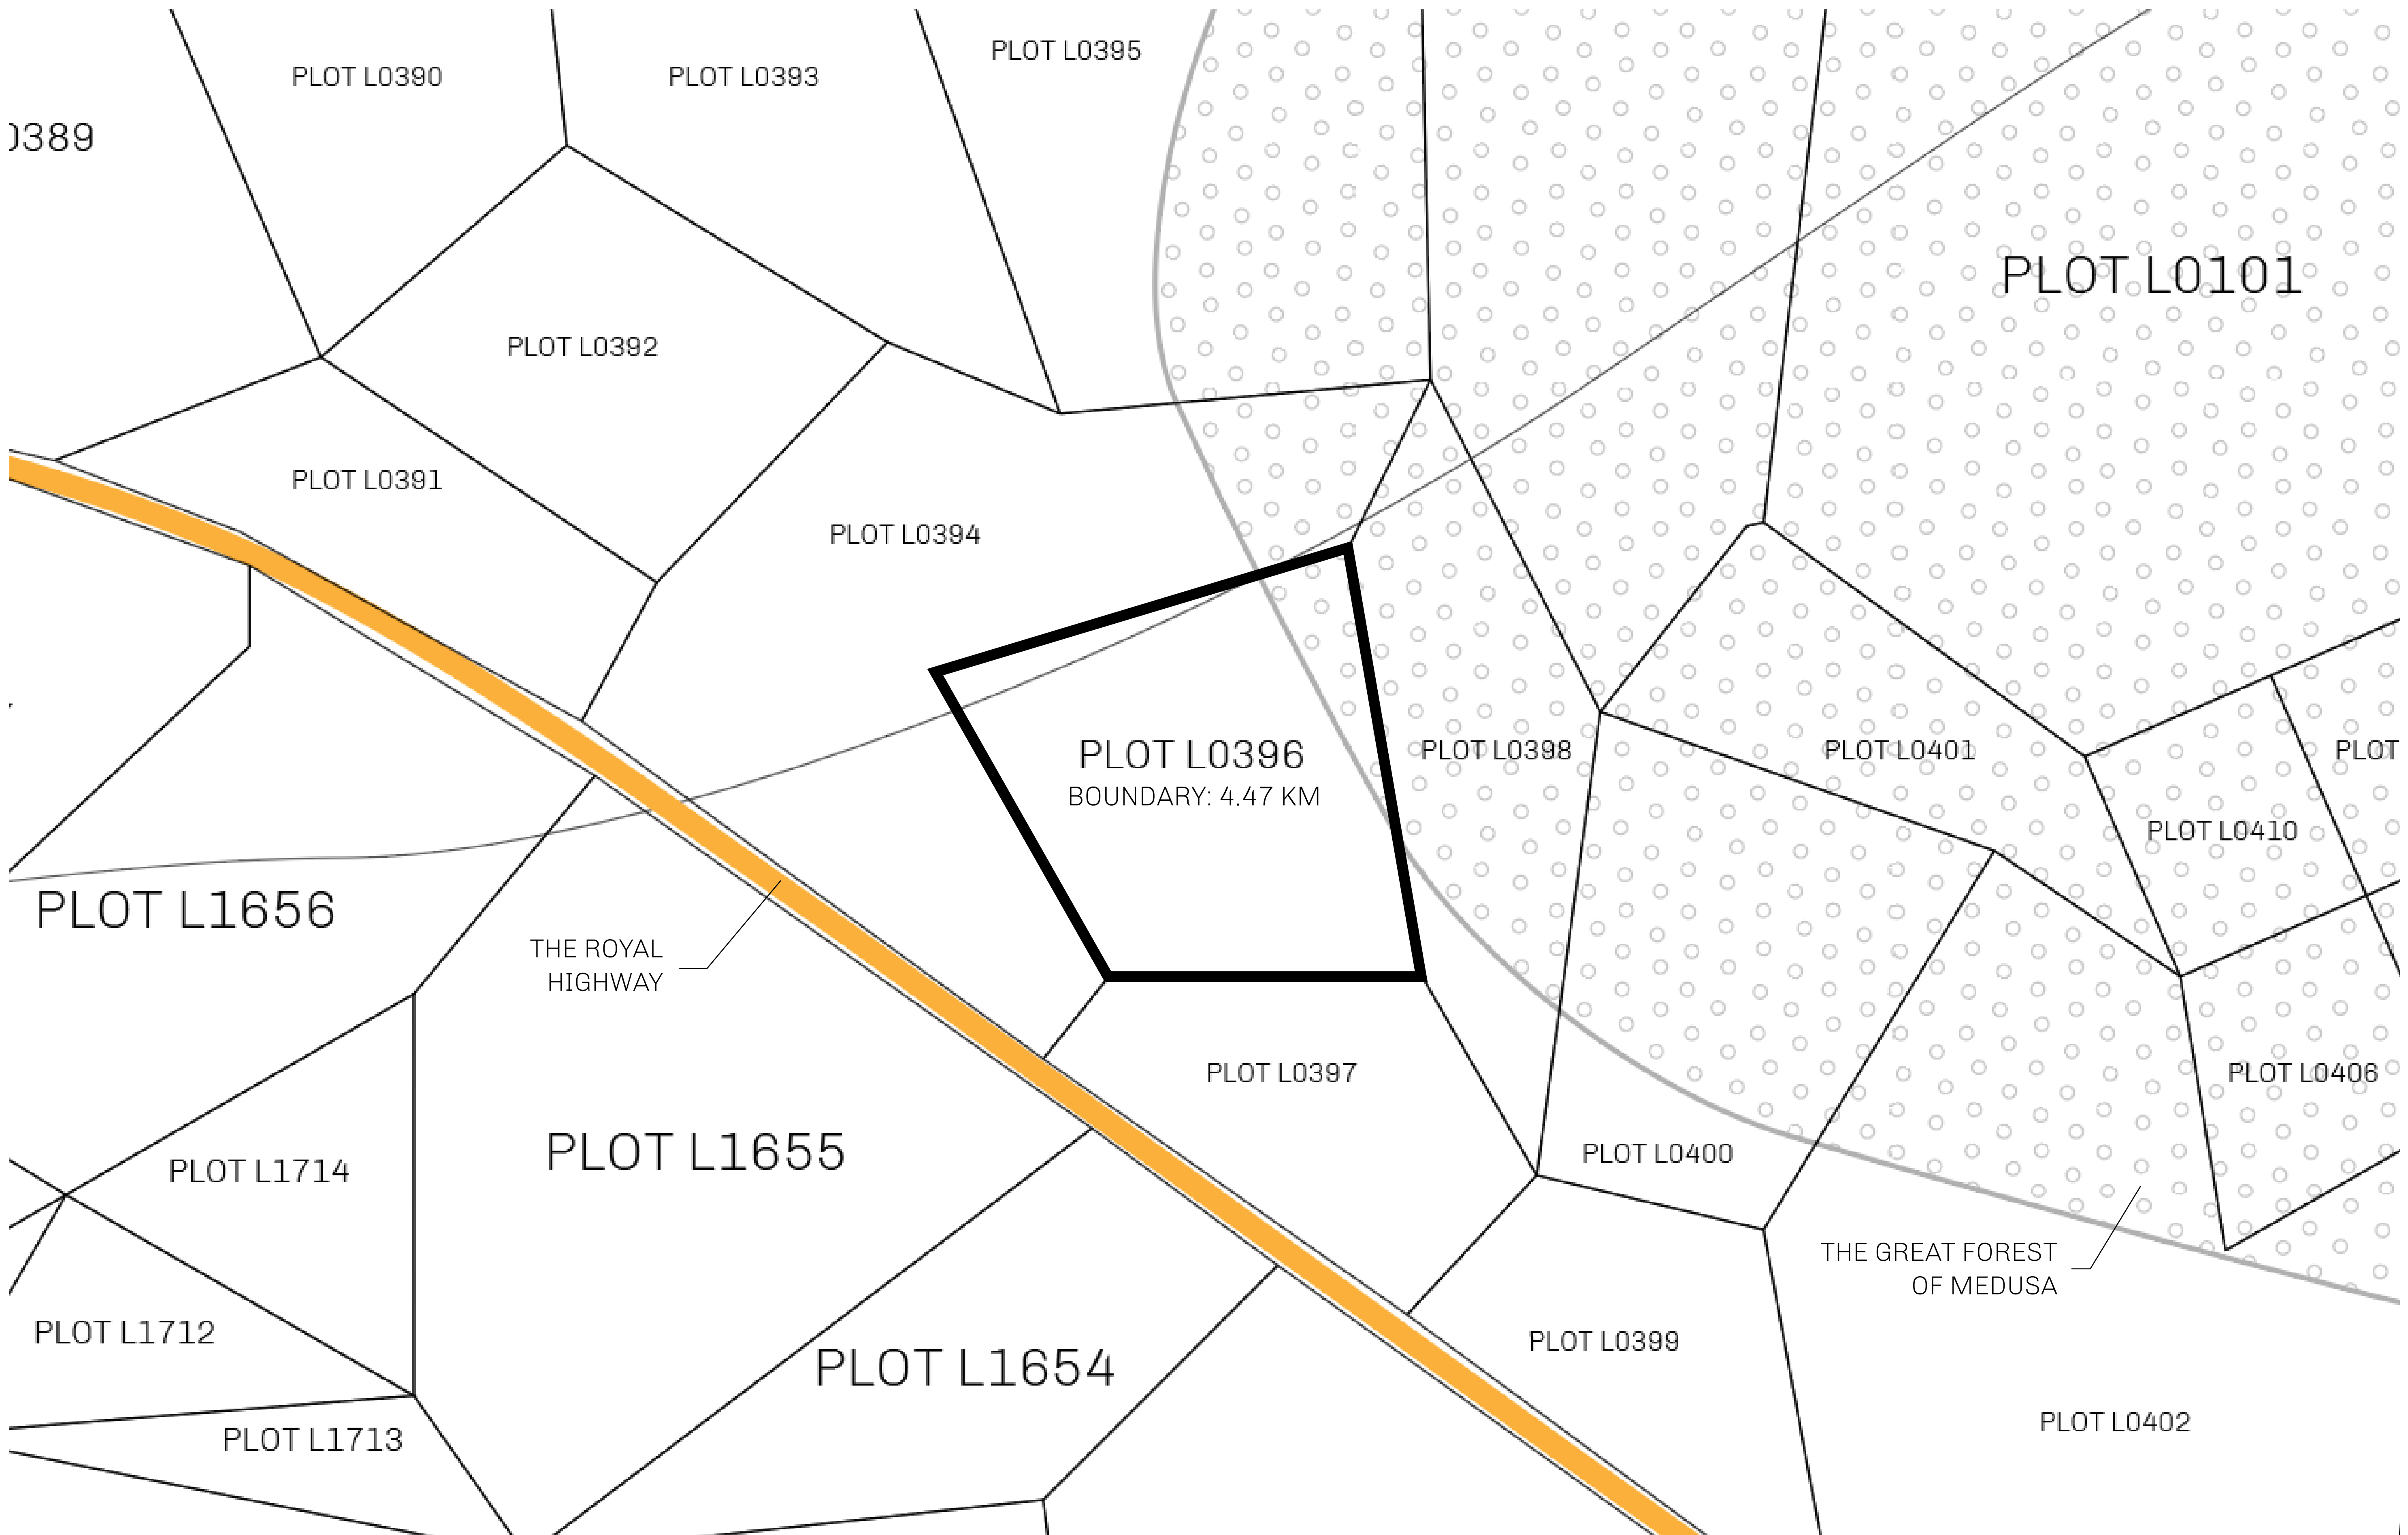 PLOT L0395
PLOT L0390
PLOT L0393
0389
PLOT L0101
PLOT L0392
PLOT L0391
PLOT L0394
PLOT L0396
BOUNDARY: 4.47 KM
PLOT L0398
PLOT L0401
PLOT
PLOT L0410
PLOT L1656
THE ROYAL
HIGHWAY
PLOT L0397
PLOT L0406
PLOT L1655
PLOT L0400
PLOT L1714
THE GREAT FOREST
OF MEDUSA
PLOT L1712
PLOT L0399
PLOT L1654
PLOT L0402
PLOT L1713